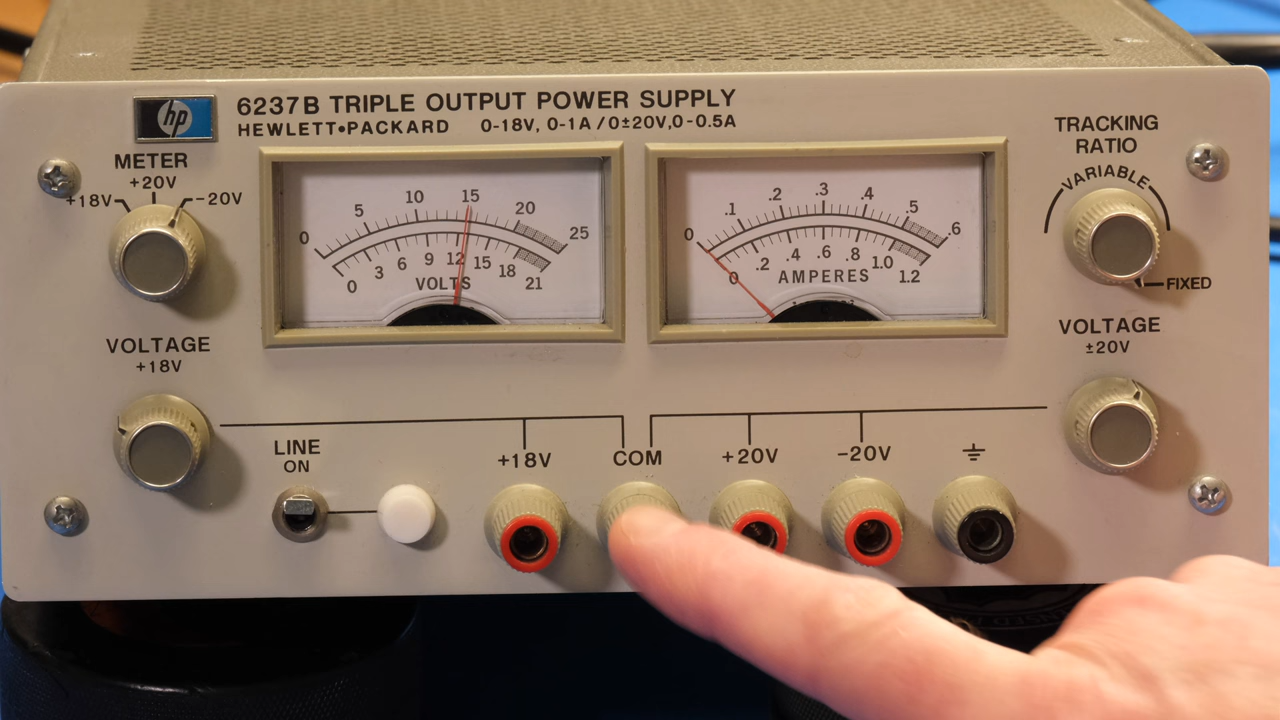 hp
6237B TRIPLE OUTPUT POWER SUPPLY
HEWLETT•PACKARD 0-18V, 0-1A/0±20V,0-0.5A
METER
+20V
+18V -20V
0 5 10 15 20 25
0 3 6 9 12 15 18 21
VOLTS
0 .1 .2 .3 .4 .5 .6
0 .2 .4 .6 .8 1.0 1.2
AMPERES
TRACKING
RATIO
VARIABLE
FIXED
VOLTAGE
+18V
VOLTAGE
±20V
LINE
ON
+18V COM +20V -20V